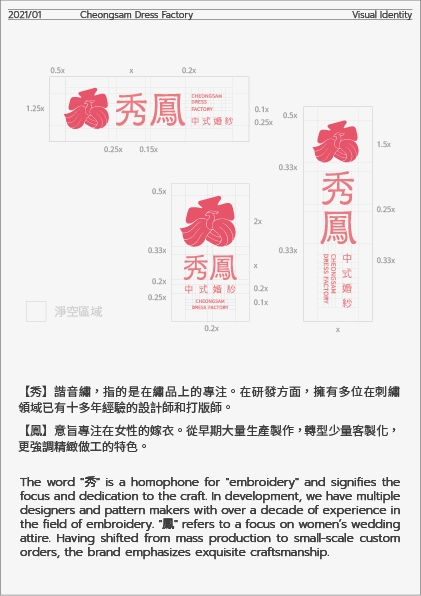 2021/01 Cheongsam Dress Factory Visual Identity
0.5x x 0.2x
1.25x
秀鳳
CHEONGSAM
DRESS
FACTORY
中式婚紗
0.1x
0.25x
0.25x 0.15x
0.5x
0.33x
0.2x
0.25x
秀鳳
中式婚紗
CHEONGSAM
DRESS FACTORY
2x
x
0.2x
0.1x
0.2x
0.5x
0.33x
0.33x
秀
鳳
中式婚紗
CHEONGSAM
DRESS FACTORY
1.5x
0.25x
0.33x
x
淨空區域
【秀】諧音繡，指的是在繡品上的專注。在研發方面，擁有多位在刺繡
領域已有十多年經驗的設計師和打版師。
【鳳】意旨專注在女性的嫁衣。從早期大量生產製作，轉型少量客製化，
更強調精緻做工的特色。
The word "秀" is a homophone for "embroidery" and signifies the
focus and dedication to the craft. In development, we have multiple
designers and pattern makers with over a decade of experience in
the field of embroidery. "鳳" refers to a focus on women's wedding
attire. Having shifted from mass production to small-scale custom
orders, the brand emphasizes exquisite craftsmanship.